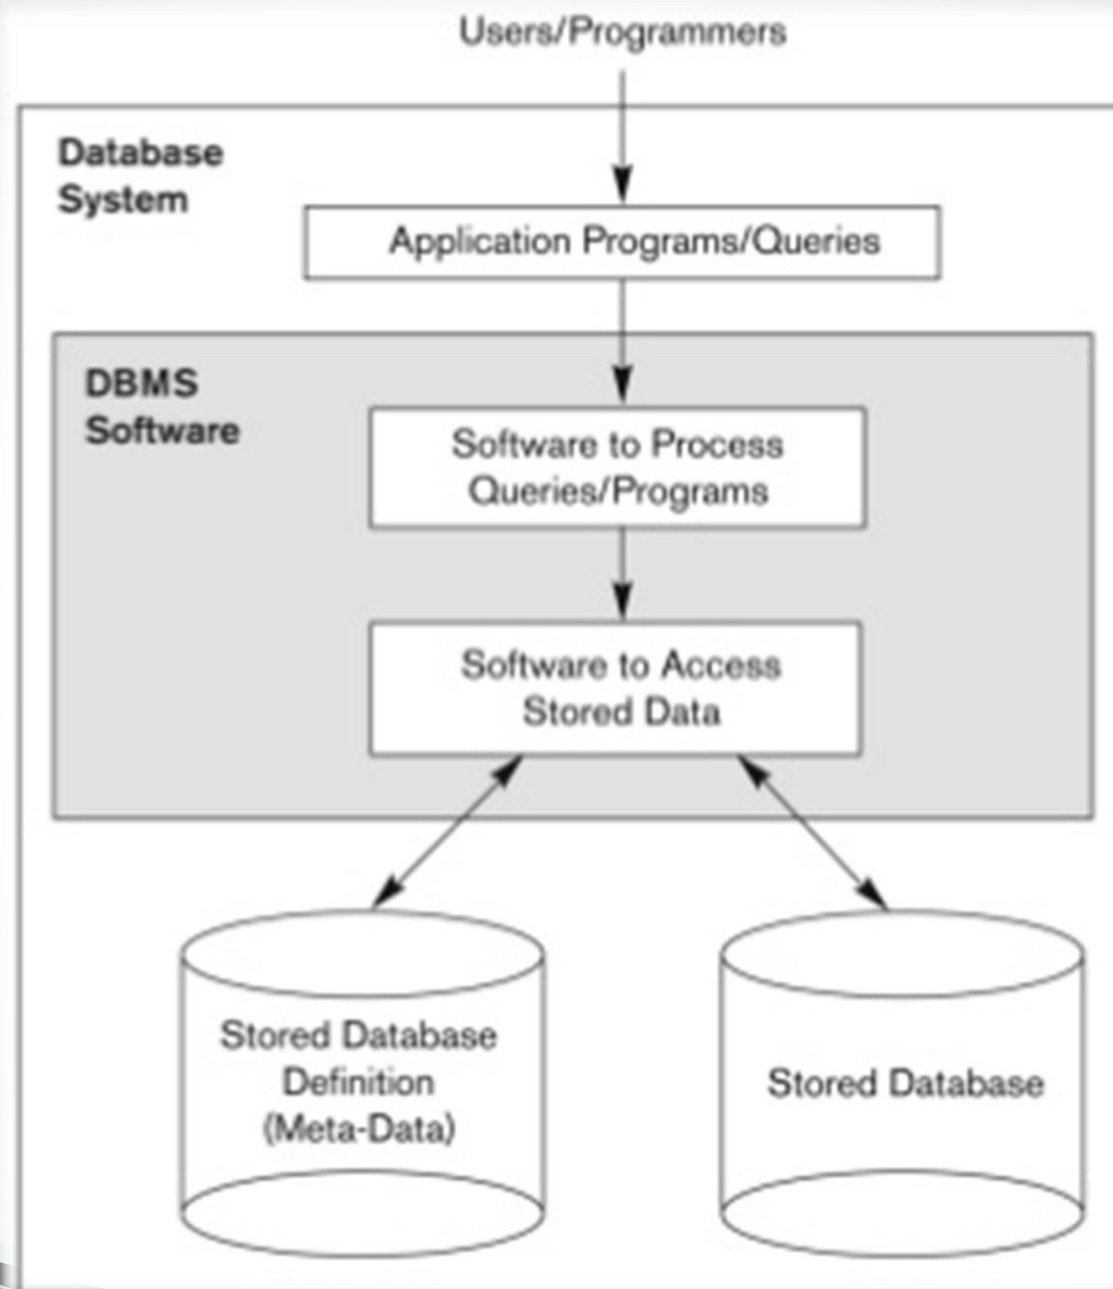 Users/Programmers
Database
System
Application Programs/Queries
DBMS
Software
Software to Process
Queries/Programs
Software to Access
Stored Data
Stored Database
Definition
(Meta-Data)
Stored Database